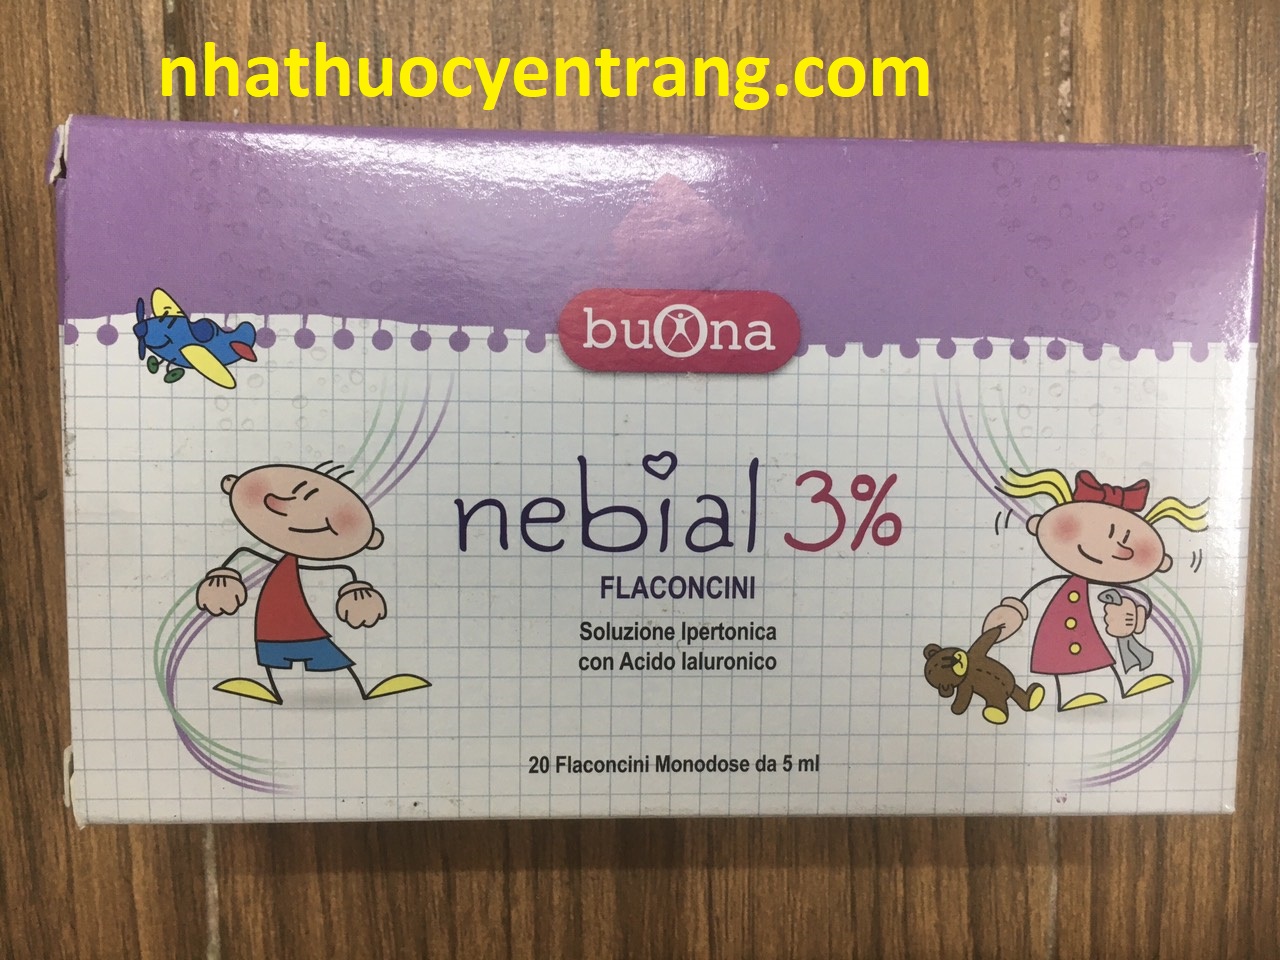 nhathuocyentrang.com
buona
nebial 3%
FLACONCINI
Soluzione Ipertonica
con Acido Ialuronico
20 Flaconcini Monodose da 5 ml